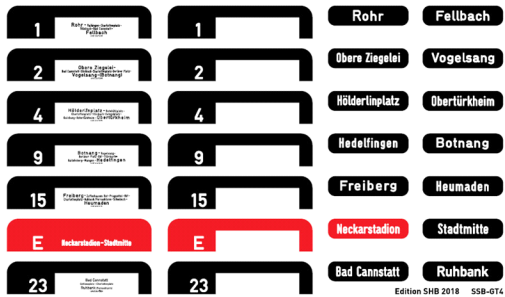 1
Rohr
Fellbach
1
Rohr
Fellbach
2
Obere Ziegelei-
Vogelsang-(Botnang)
2
Obere Ziegelei
Vogelsang
4
Hölderlinplatz-
Obertürkheim
4
Hölderlinplatz
Obertürkheim
9
Botnang-
Hedelfingen
9
Hedelfingen
Botnang
15
Freiberg-
Heumaden
15
Freiberg
Heumaden
E
Neckarstadion-Stadtmitte
E
Neckarstadion
Stadtmitte
23
Bad Cannstatt
Ruhbank
23
Bad Cannstatt
Ruhbank
Edition SHB 2018 SSB-GT4